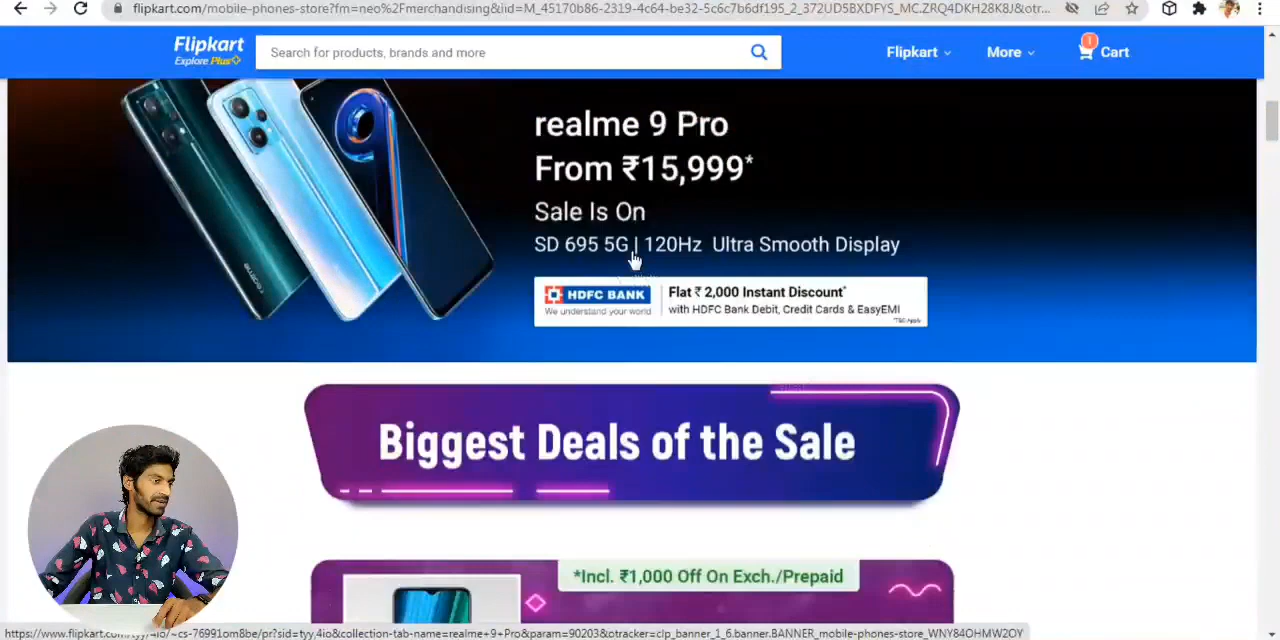 flipkart.com/mobile-phones-store?fm=neo%2Fmerchandising&iid=M_45170b86-2319-4c64-be32-5c6c7b6df195_2_372UD5BXDFYS_MC.ZRQ4DKH28K8J&otr...
Flipkart
Explore Plus
Search for products, brands and more
Flipkart
More
1
Cart
realme
realme 9 Pro
From ₹15,999*
Sale Is On
SD 695 5G | 120Hz Ultra Smooth Display
HDFC BANK
We understand your world
Flat ₹ 2,000 Instant Discount*
with HDFC Bank Debit, Credit Cards & EasyEMI
*T&C Apply
Biggest Deals of the Sale
*Incl. ₹1,000 Off On Exch./Prepaid